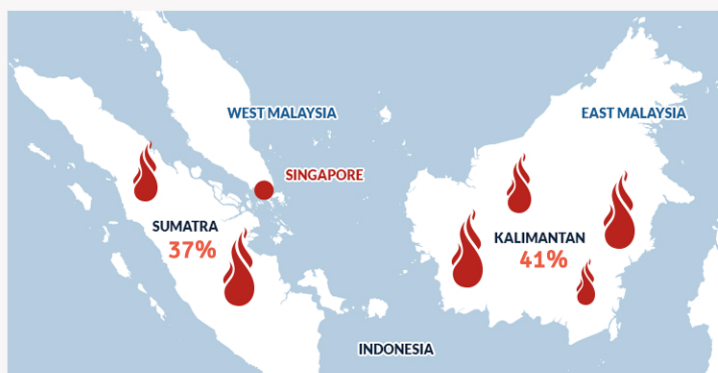 WEST MALAYSIA
EAST MALAYSIA
SINGAPORE
SUMATRA
37%
KALIMANTAN
41%
INDONESIA